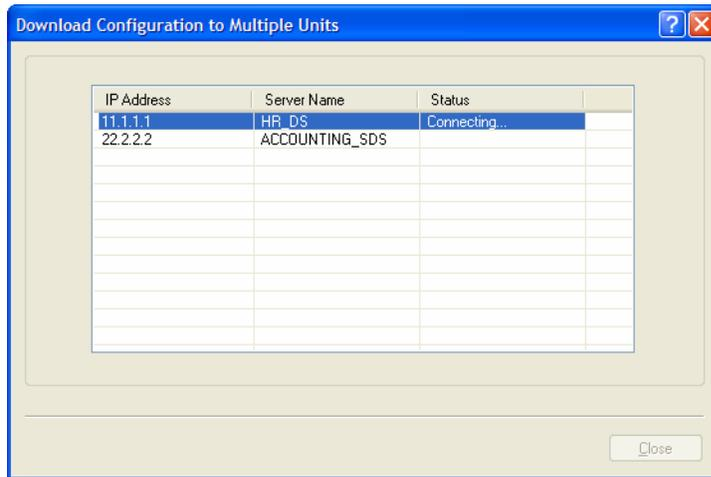 Download Configuration to Multiple Units
?
IP Address Server Name Status
11.1.1.1 HR_DS Connecting...
22.2.2.2 ACCOUNTING_SDS
Close